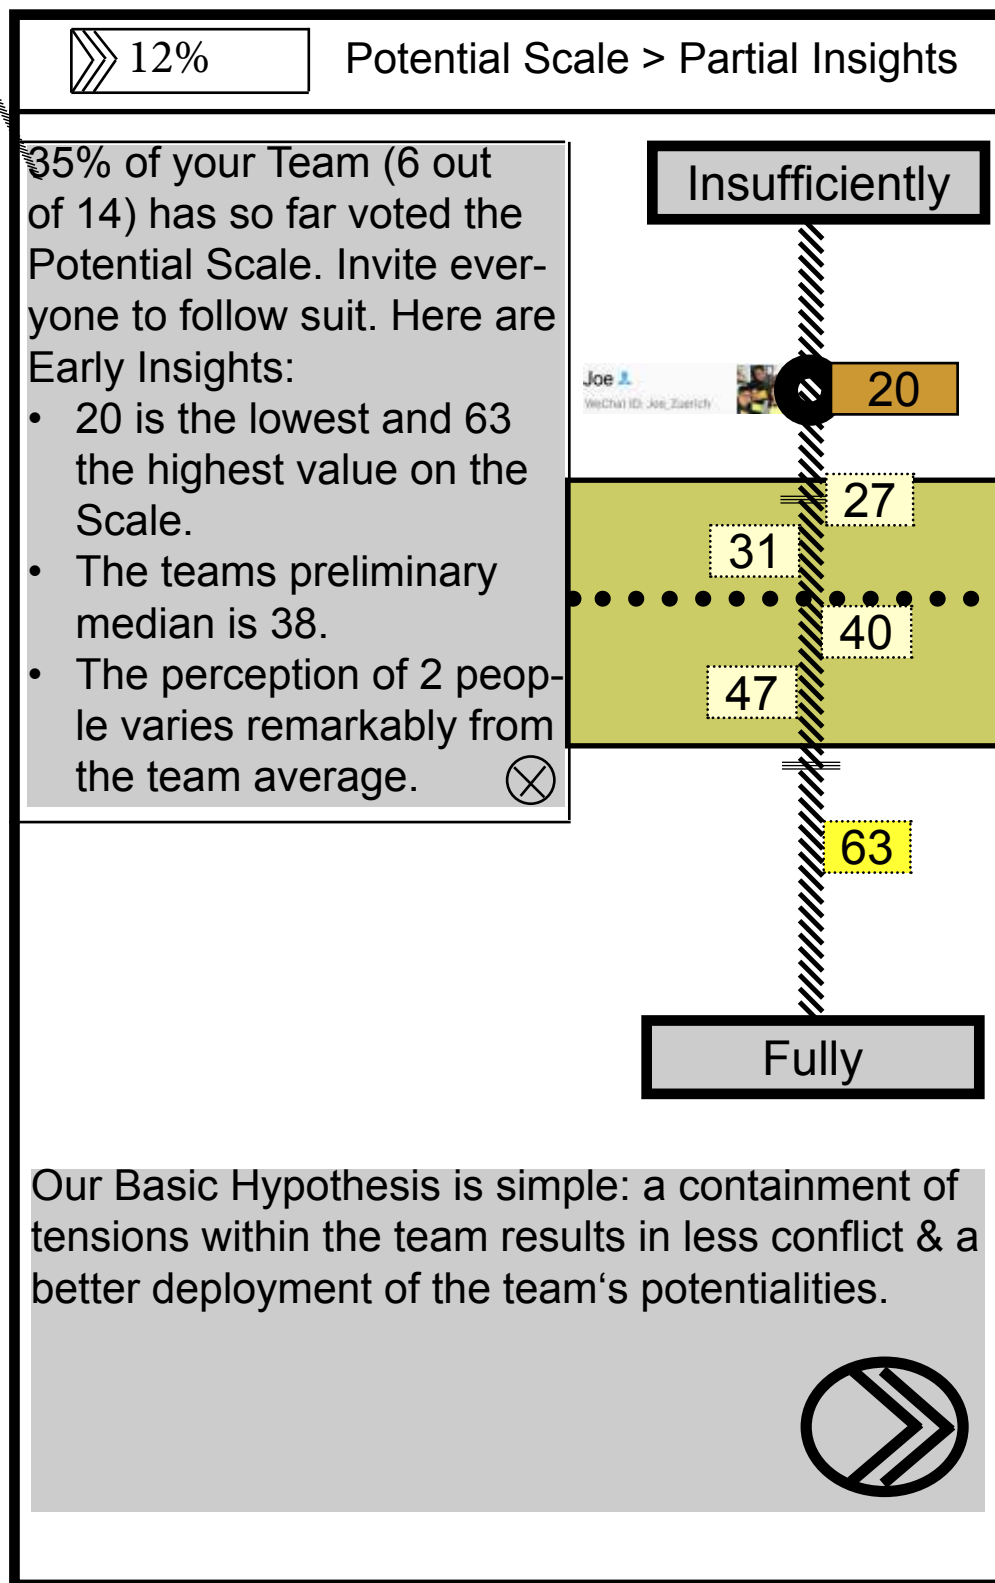 12%
Potential Scale > Partial Insights
35% of your Team (6 out
of 14) has so far voted the
Potential Scale. Invite ever-
yone to follow suit. Here are
Early Insights:
• 20 is the lowest and 63
the highest value on the
Scale.
• The teams preliminary
median is 38.
• The perception of 2 peop-
le varies remarkably from
the team average.
Insufficiently
Joe
WeChat ID: Joe_Zuerich
20
27
31
40
47
63
Fully
Our Basic Hypothesis is simple: a containment of
tensions within the team results in less conflict & a
better deployment of the team‘s potentialities.